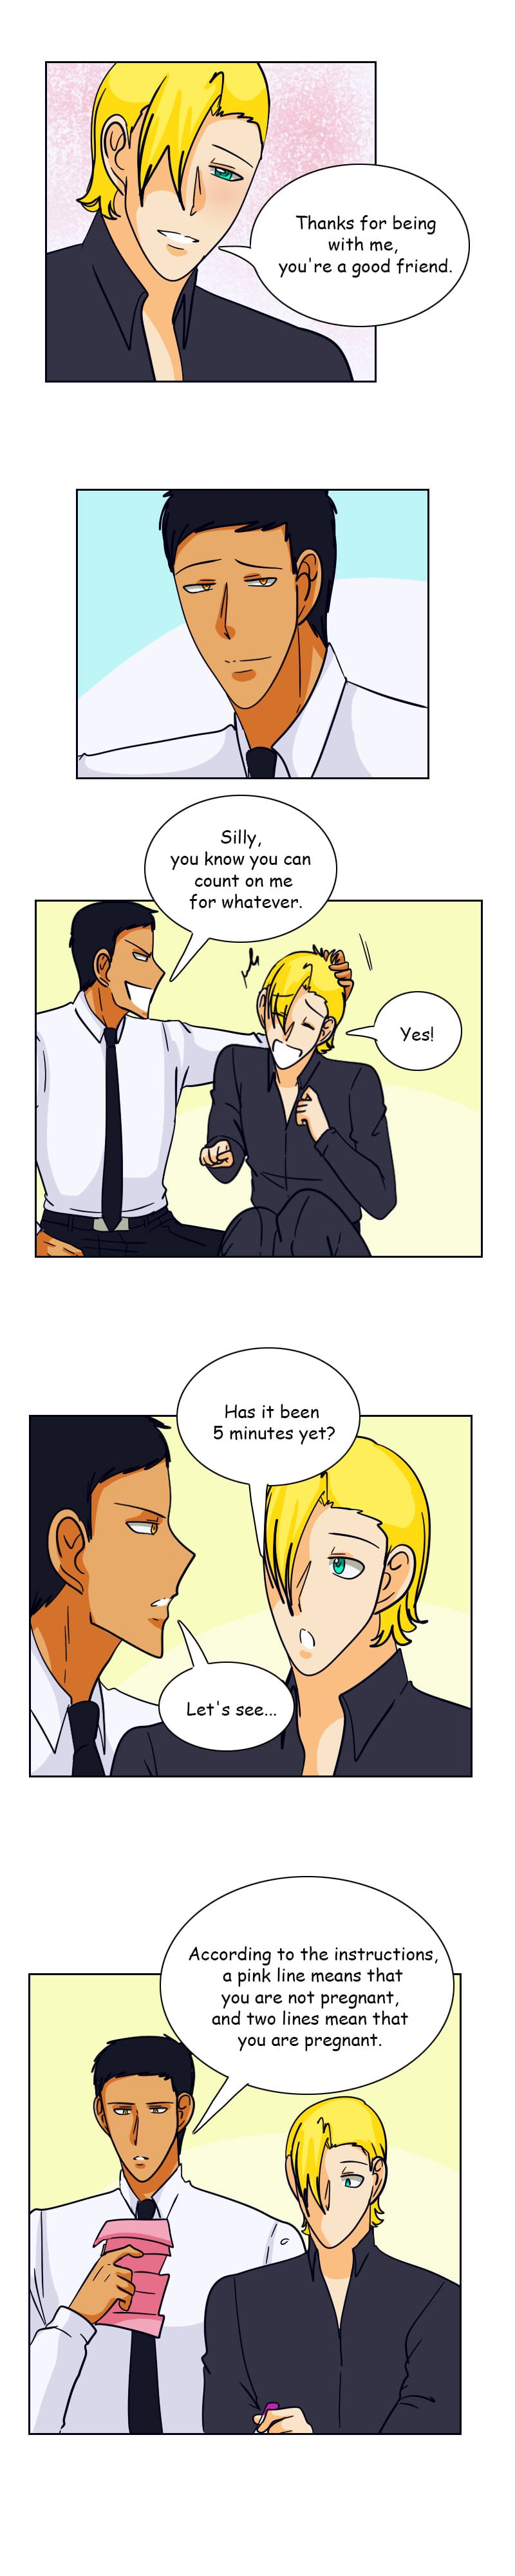 Thanks for being
with me,
you're a good friend.
Silly,
you know you can
count on me
for whatever.
Yes!
Has it been
5 minutes yet?
Let's see...
According to the instructions,
a pink line means that
you are not pregnant,
and two lines mean that
you are pregnant.